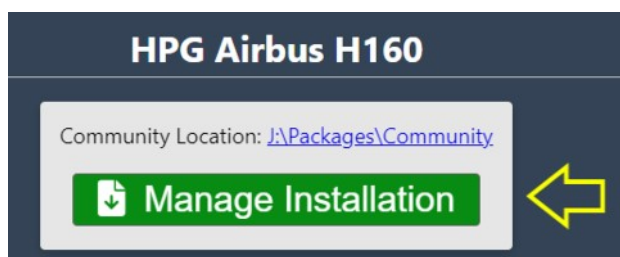 HPG Airbus H160
Community Location: J:\Packages\Community
Manage Installation